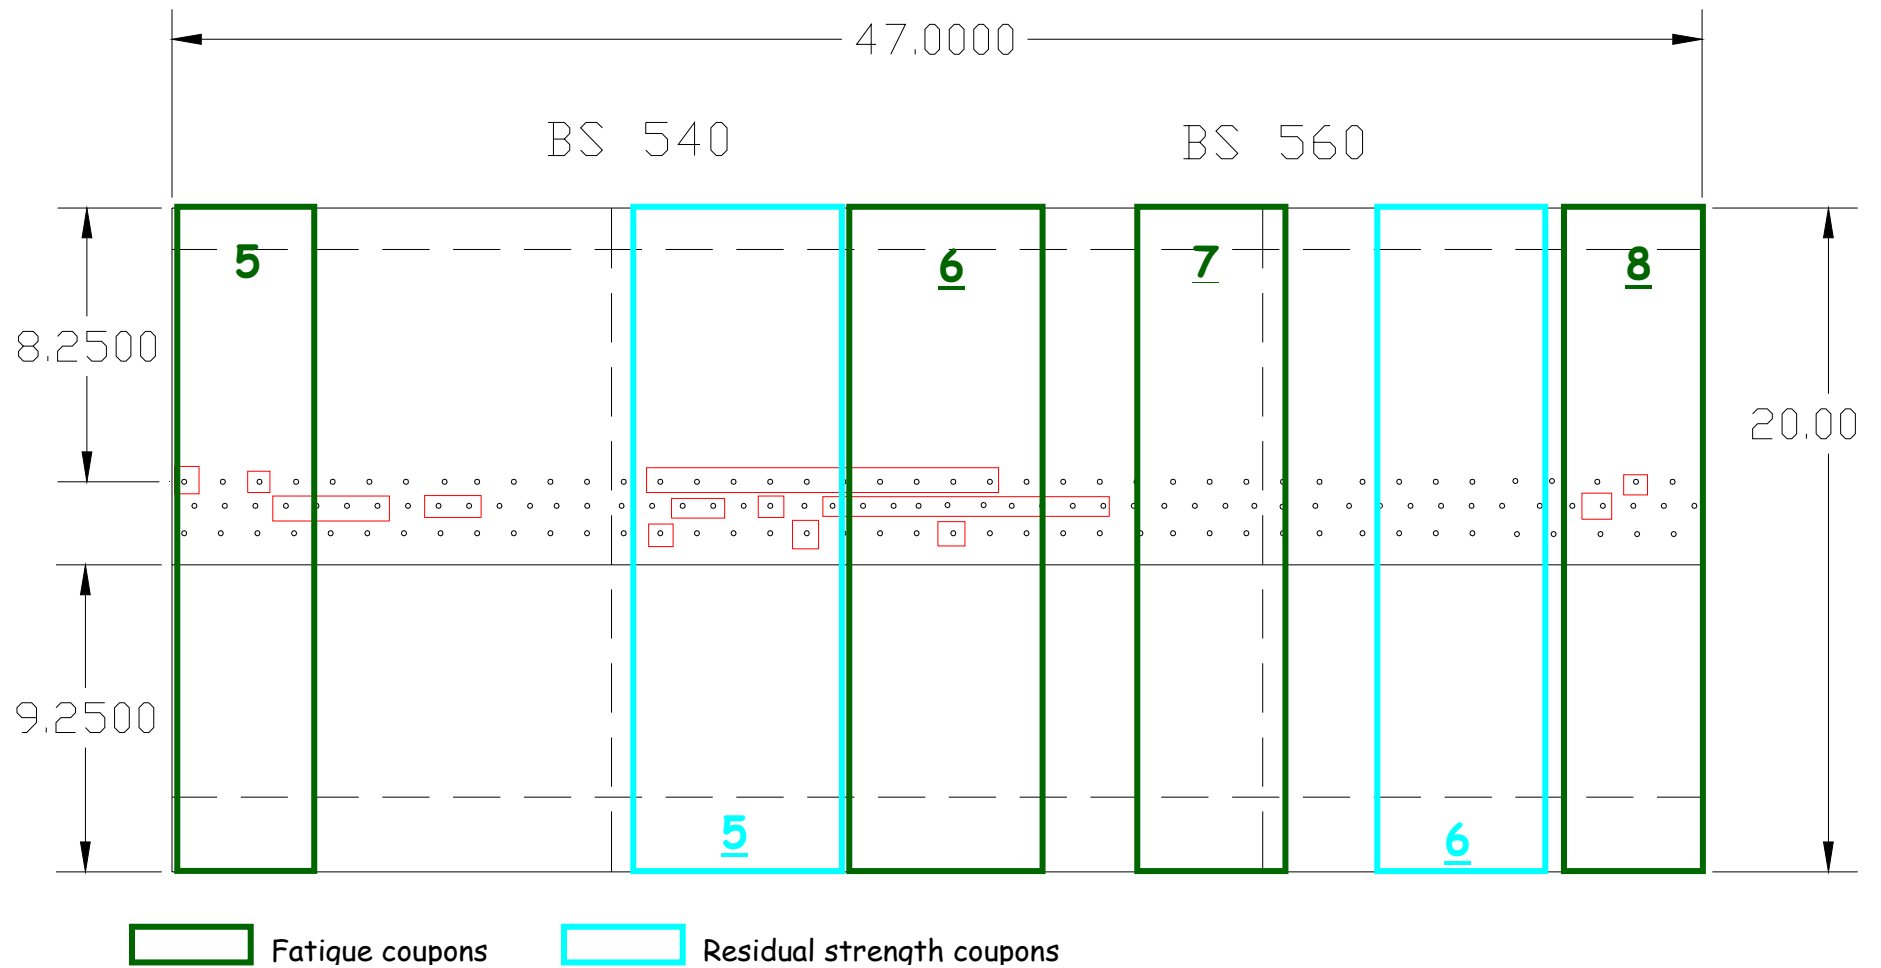 47.0000
BS 540
BS 560
5
6
7
8
8.2500
20.00
9.2500
5
6
Fatigue coupons
Residual strength coupons